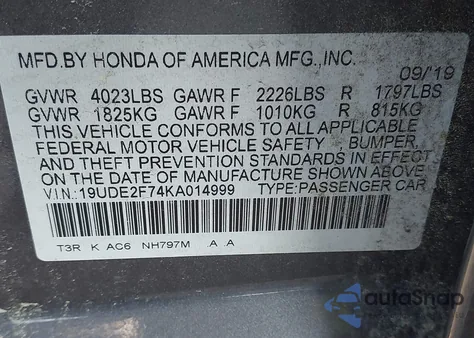 MFD.BY HONDA OF AMERICA MFG.,INC.
09/'19
GVWR 4023LBS GAWR F 2226LBS R 1797LBS
GVWR 1825KG GAWR F 1010KG R 815KG
THIS VEHICLE CONFORMS TO ALL APPLICABLE
FEDERAL MOTOR VEHICLE SAFETY BUMPER,
AND THEFT PREVENTION STANDARDS IN EFFECT
ON THE DATE OF MANUFACTURE SHOWN ABOVE.
V.I.N.: 19UDE2F74KA014999 TYPE:PASSENGER CAR
T3R K AC6 NH797M A A
autoSnap